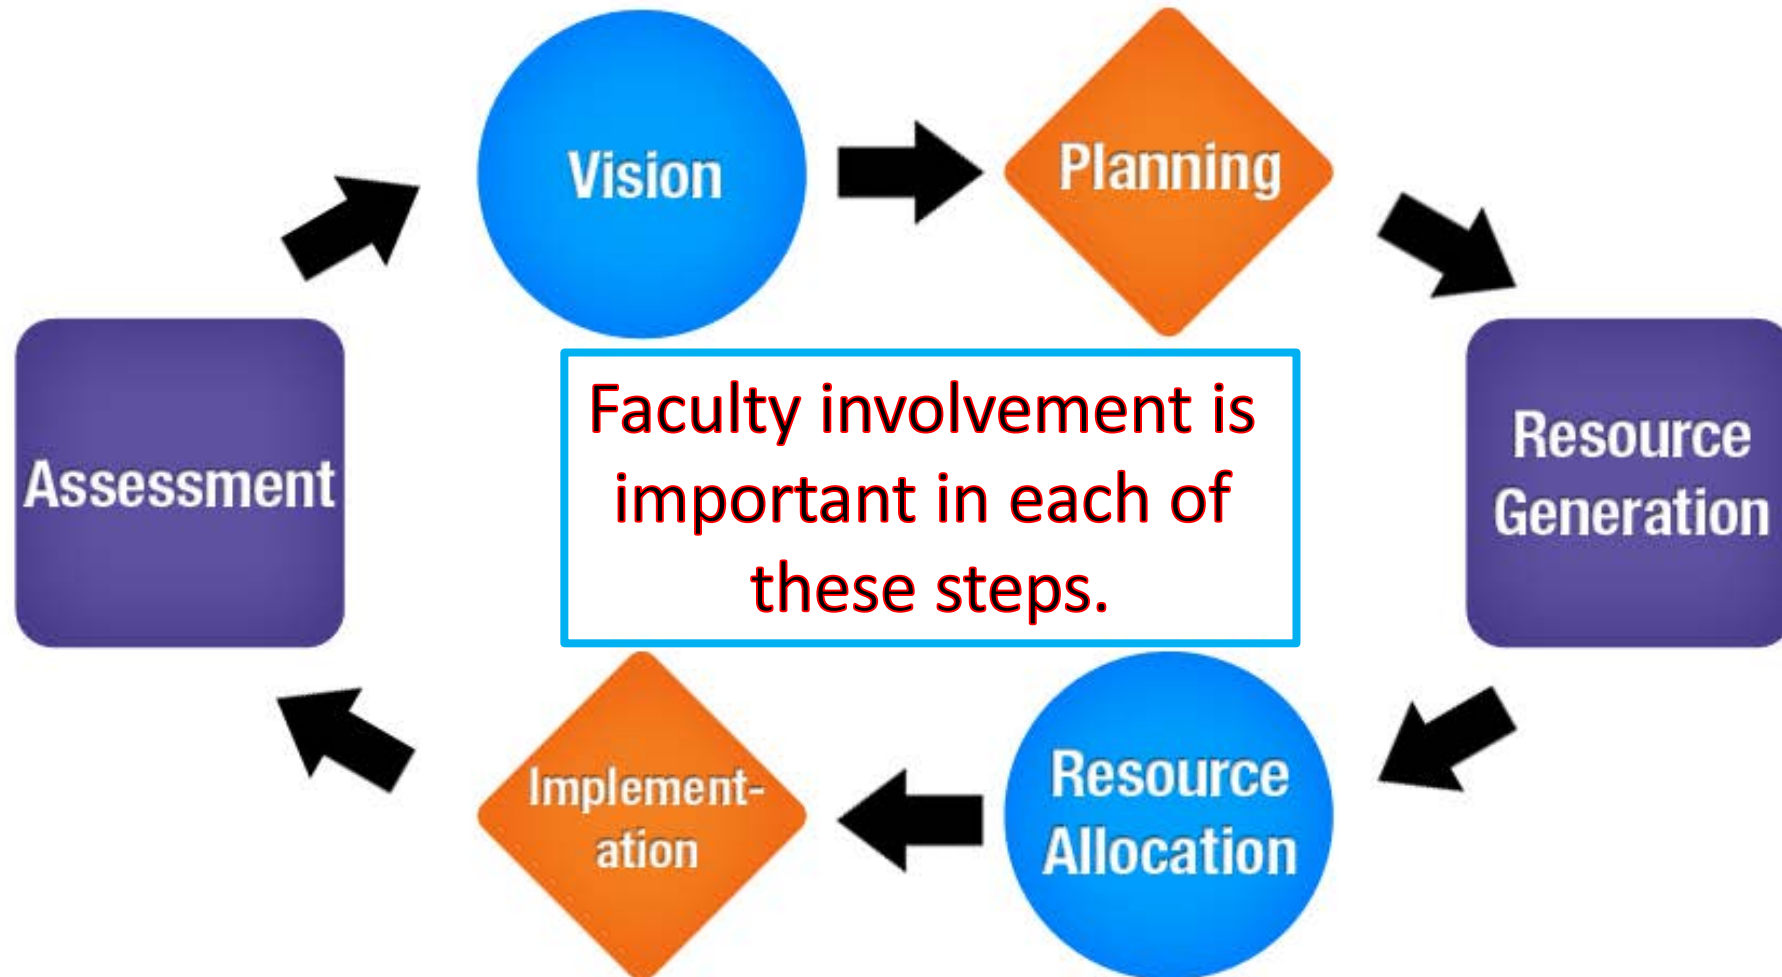 Vision
Planning
Resource
Generation
Resource
Allocation
Implement-
ation
Assessment
Faculty involvement is
important in each of
these steps.